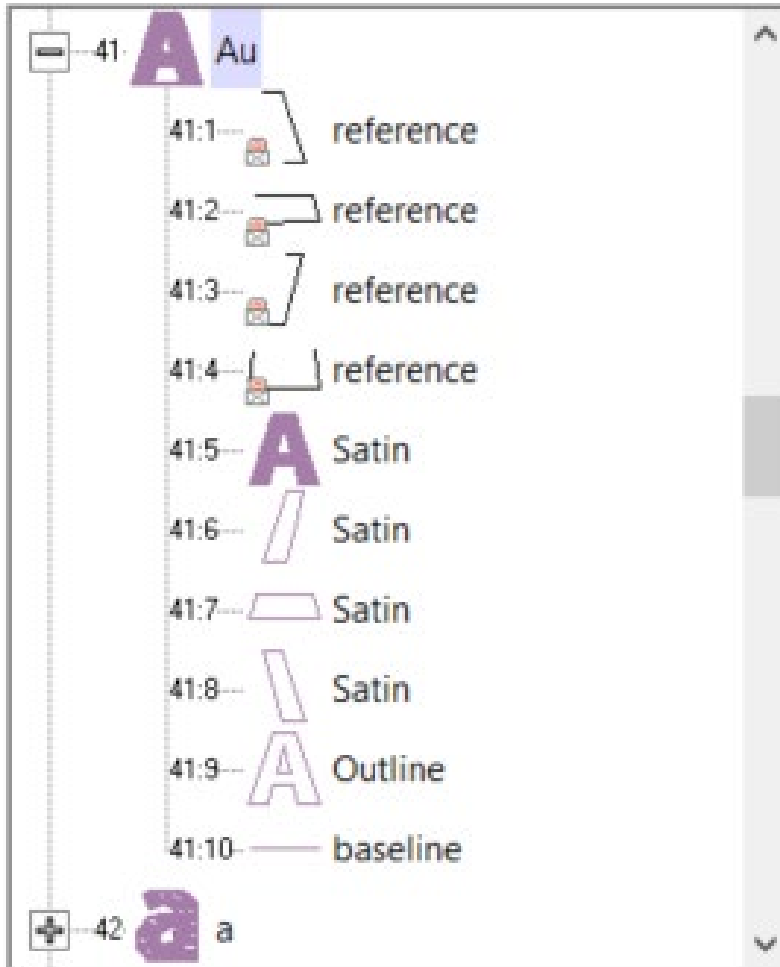 41 A Au
41:1 reference
41:2 reference
41:3 reference
41:4 reference
41:5 A Satin
41:6 Satin
41:7 Satin
41:8 Satin
41:9 A Outline
41:10 baseline
42 a a